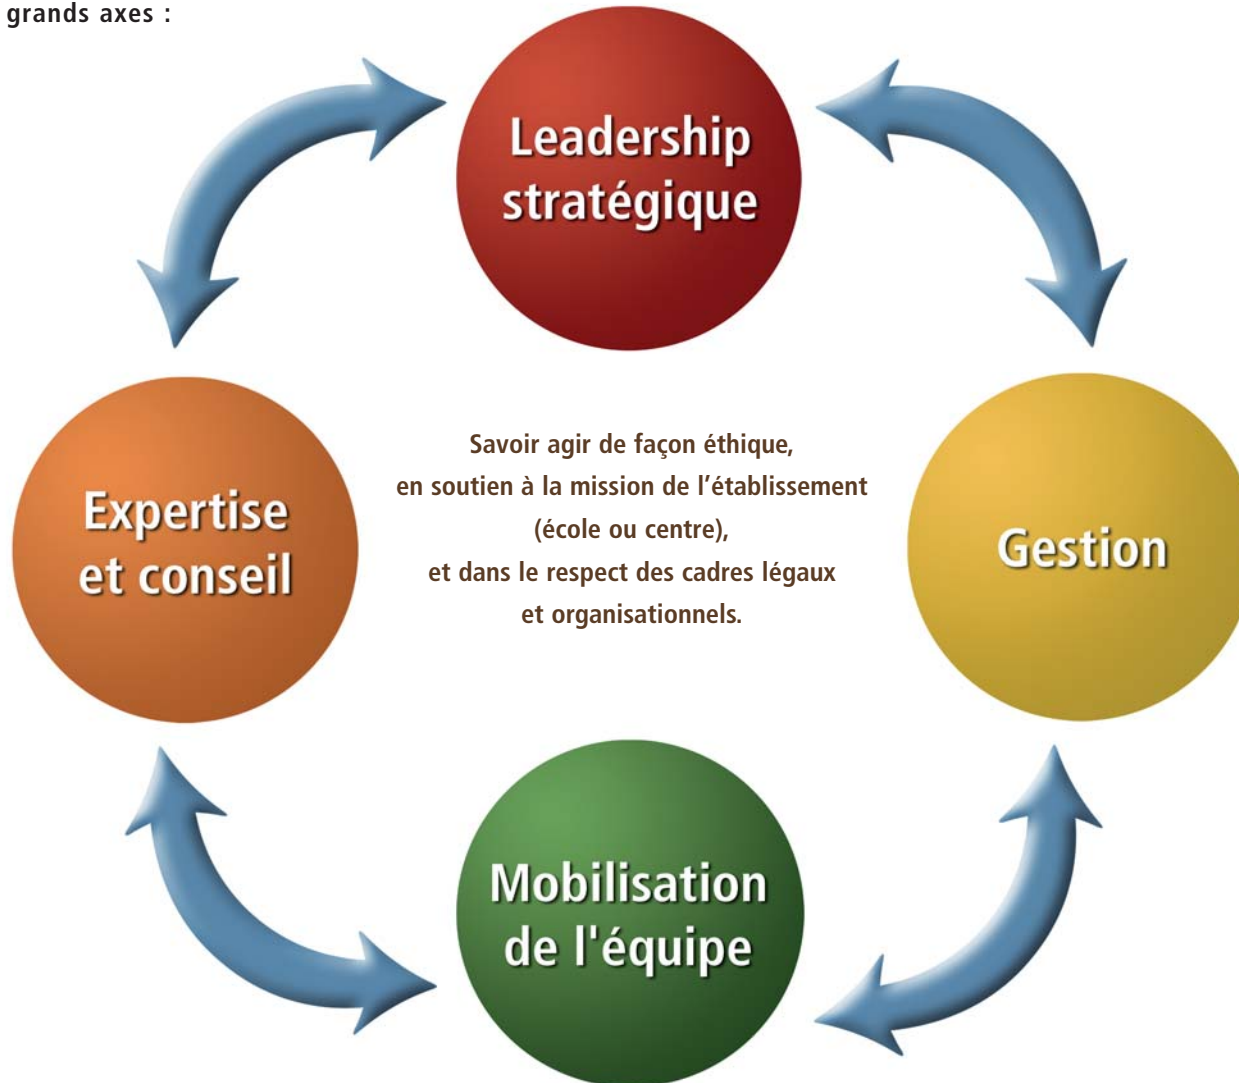 grands axes :
Leadership
stratégique
Expertise
et conseil
Savoir agir de façon éthique,
en soutien à la mission de l’établissement
(école ou centre),
et dans le respect des cadres légaux
et organisationnels.
Gestion
Mobilisation
de l'équipe